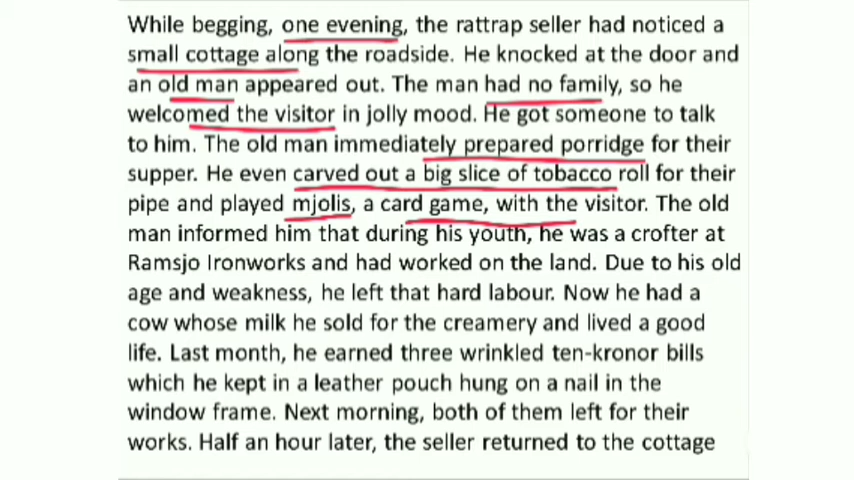 While begging, one evening, the rattrap seller had noticed a
small cottage along the roadside. He knocked at the door and
an old man appeared out. The man had no family, so he
welcomed the visitor in jolly mood. He got someone to talk
to him. The old man immediately prepared porridge for their
supper. He even carved out a big slice of tobacco roll for their
pipe and played mjolis, a card game, with the visitor. The old
man informed him that during his youth, he was a crofter at
Ramsjo Ironworks and had worked on the land. Due to his old
age and weakness, he left that hard labour. Now he had a
cow whose milk he sold for the creamery and lived a good
life. Last month, he earned three wrinkled ten-kronor bills
which he kept in a leather pouch hung on a nail in the
window frame. Next morning, both of them left for their
works. Half an hour later, the seller returned to the cottage